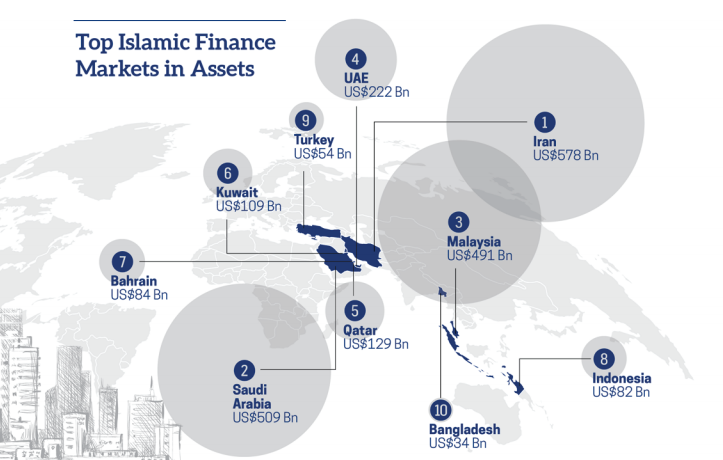 Top Islamic Finance
Markets in Assets
4
UAE
US$222 Bn
1
Iran
US$578 Bn
9
Turkey
US$54 Bn
6
Kuwait
US$109 Bn
3
Malaysia
US$491 Bn
7
Bahrain
US$84 Bn
5
Qatar
US$129 Bn
2
Saudi
Arabia
US$509 Bn
8
Indonesia
US$82 Bn
10
Bangladesh
US$34 Bn